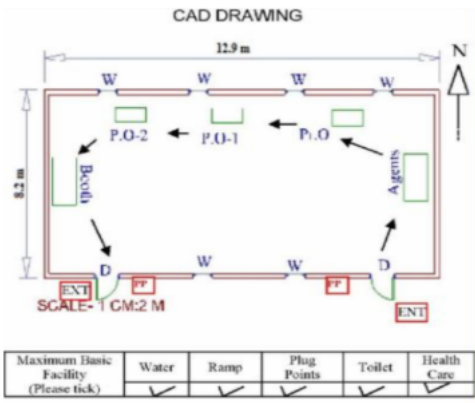 CAD DRAWING
12.9 m
N
W W W W
P.O-2 P.O-1 Pr.O
8.2 m
Booth
Agents
D W W D
EXT PP PP
SCALE- 1 CM:2 M
ENT
Maximum Basic Facility (Please tick) Water Ramp Plug Points Toilet Health Care